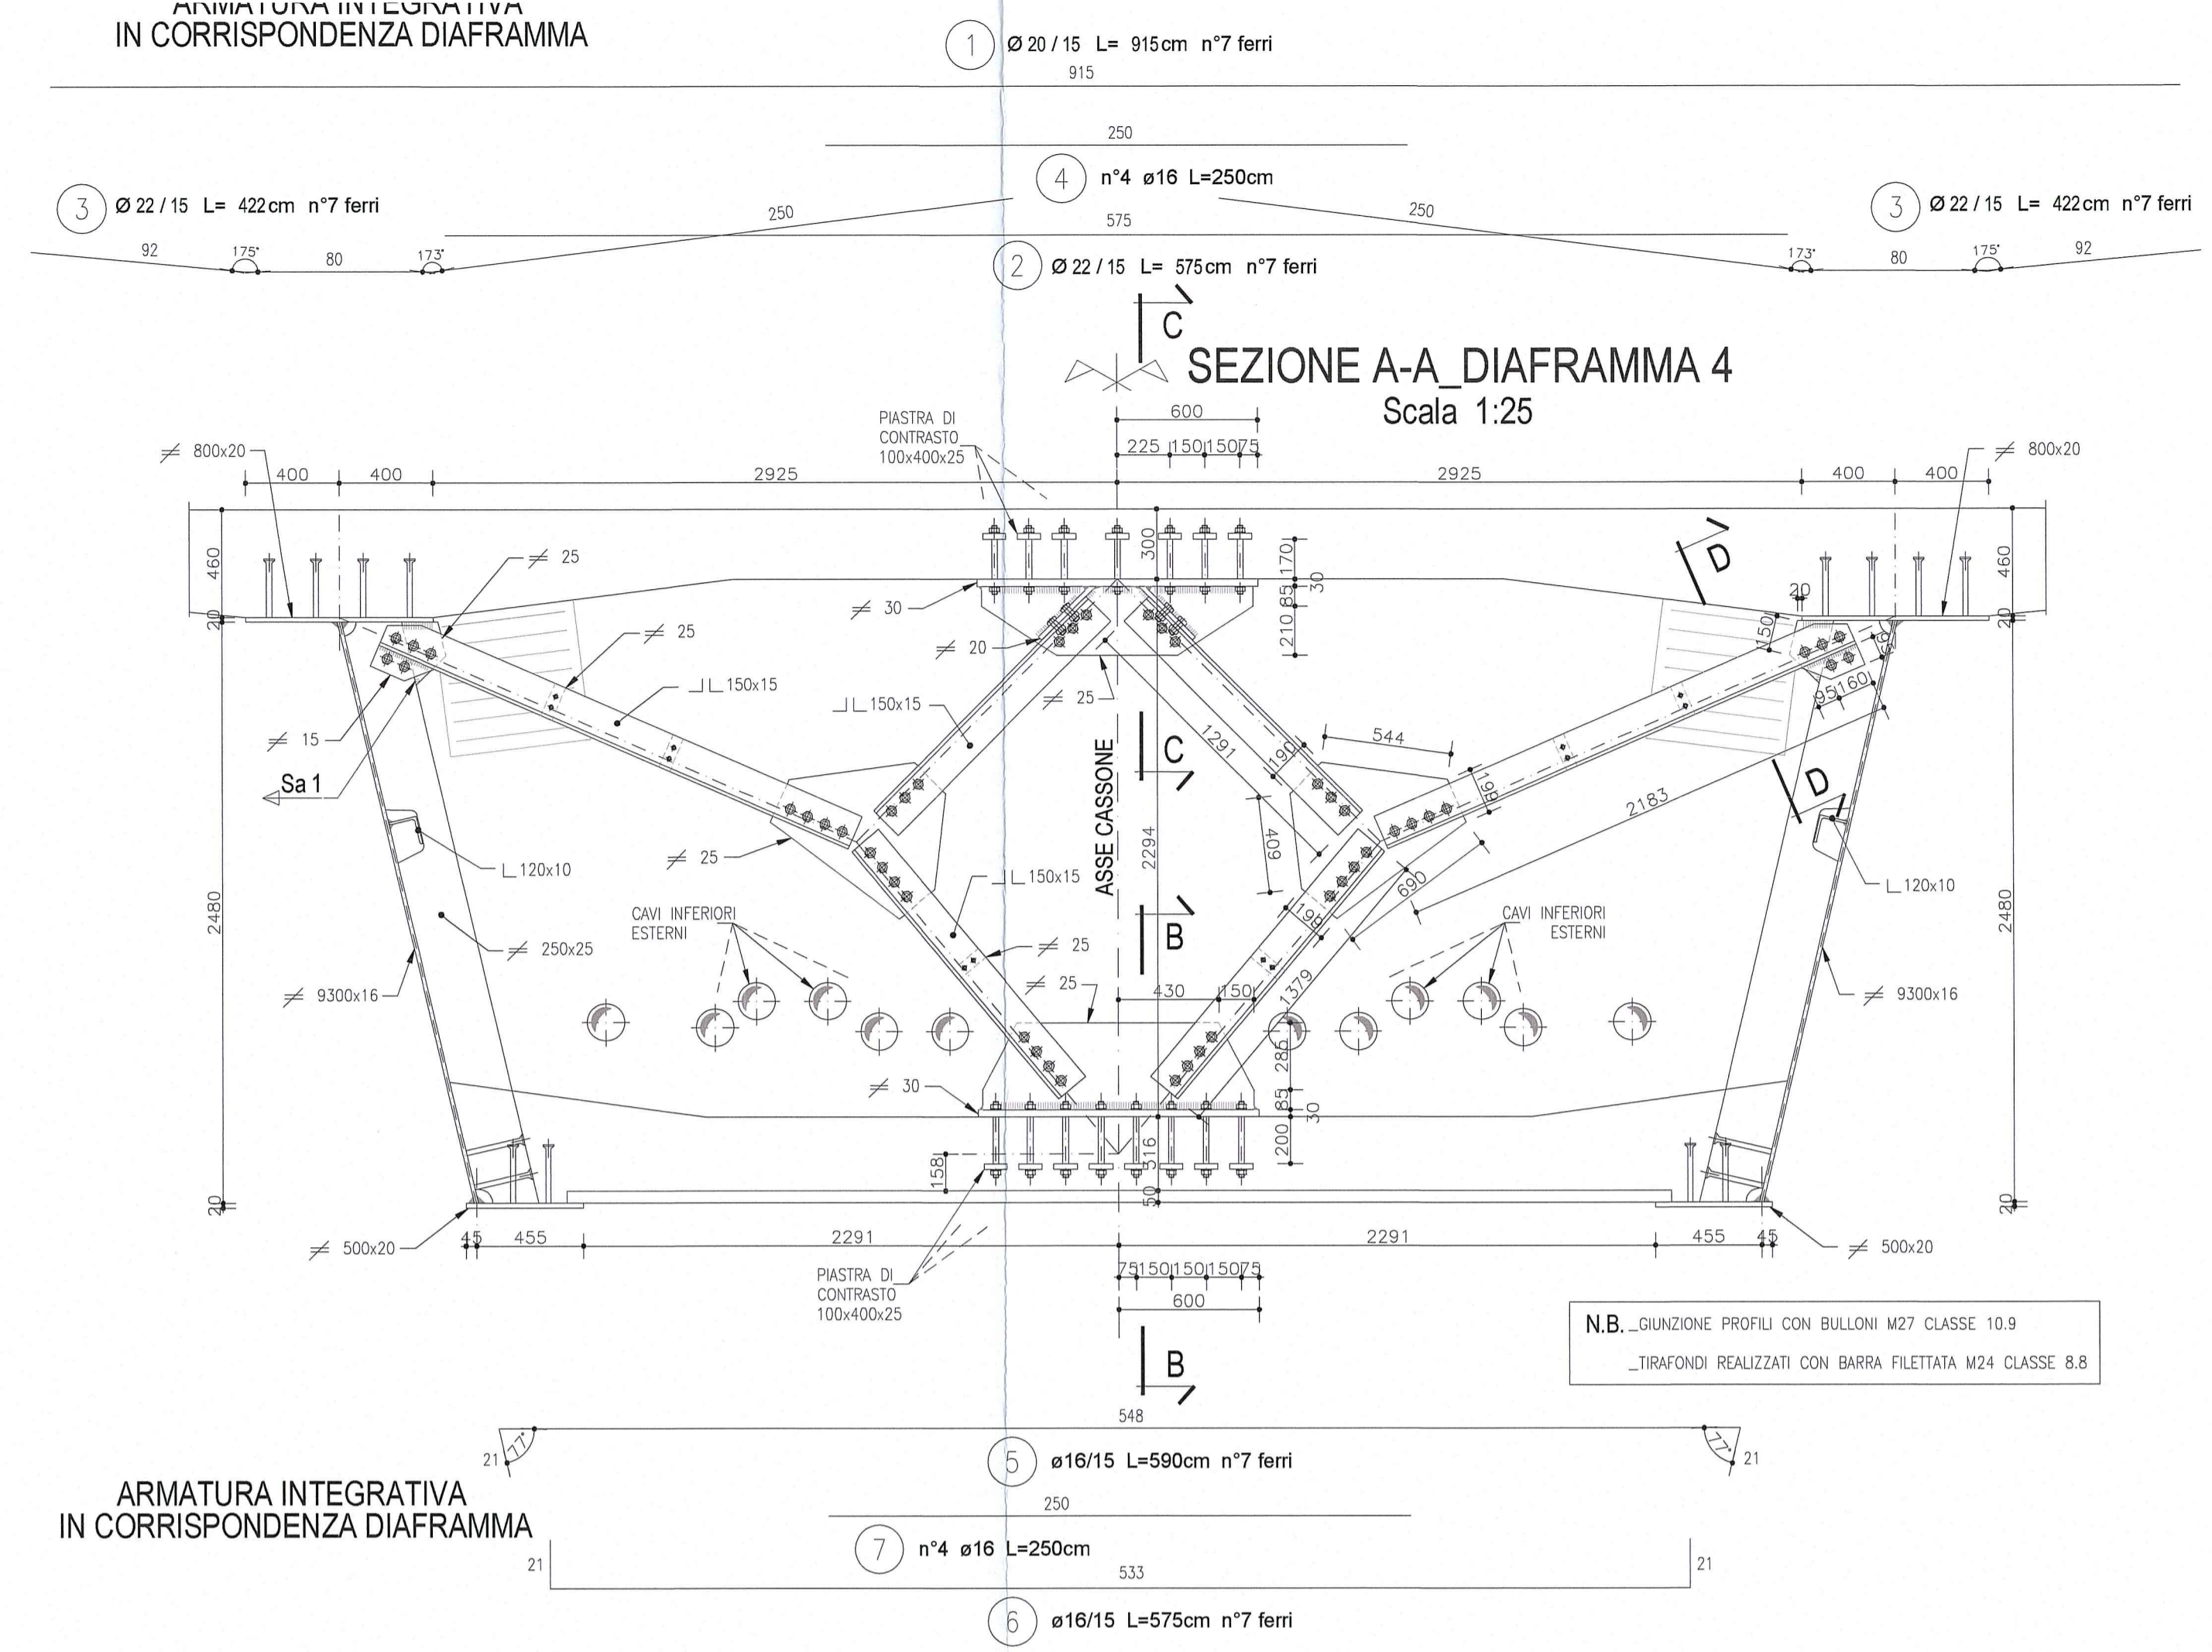 ARMATURA INTEGRATIVA
IN CORRISPONDENZA DIAFRAMMA
1 Ø 20 / 15 L= 915cm n°7 ferri
915
250
4 n°4 ø16 L=250cm
3 Ø 22 / 15 L= 422cm n°7 ferri
3 Ø 22 / 15 L= 422cm n°7 ferri
92 175° 80 173° 250
575
250 173° 80 175° 92
2 Ø 22 / 15 L= 575cm n°7 ferri
C
SEZIONE A-A_DIAFRAMMA 4
Scala 1:25
PIASTRA DI
CONTRASTO
100x400x25
600
225 150 150 75
800x20
800x20
400 400 2925 2925 400 400
460
20
25
25
30
20
25
300
170
30
85
210
D
20
150
460
20
95 160
150x15
150x15
15
Sa 1
120x10
25
250x25
9300x16
2480
ASSE CASSONE
C
1291
190
544
199
409
2294
690
199
2183
D
120x10
2480
150x15
CAVI INFERIORI
ESTERNI
CAVI INFERIORI
ESTERNI
B
25
25
430 150
1379
9300x16
30
285
85
30
200
316
158
50
20
20
500x20
45 455 2291 2291 455 45
500x20
PIASTRA DI
CONTRASTO
100x400x25
75 150 150 150 75
600
B
N.B. _GIUNZIONE PROFILI CON BULLONI M27 CLASSE 10.9
_TIRAFONDI REALIZZATI CON BARRA FILETTATA M24 CLASSE 8.8
548
21 77° 77° 21
5 ø16/15 L=590cm n°7 ferri
ARMATURA INTEGRATIVA
IN CORRISPONDENZA DIAFRAMMA
250
7 n°4 ø16 L=250cm
21 533 21
6 ø16/15 L=575cm n°7 ferri